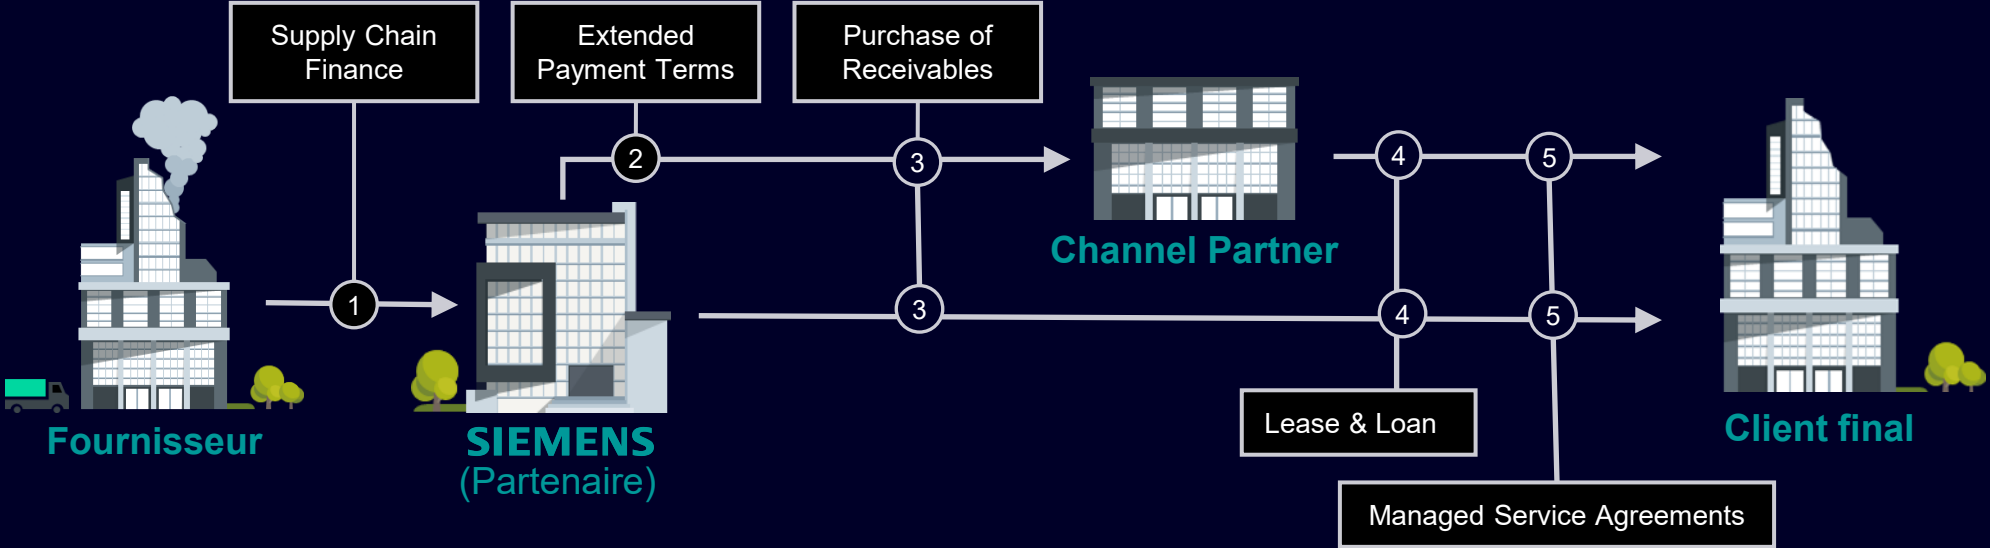 Supply Chain
Finance
Extended
Payment Terms
Purchase of
Receivables
2
3
4
5
Channel Partner
1
3
4
5
Fournisseur
SIEMENS
(Partenaire)
Lease & Loan
Client final
Managed Service Agreements